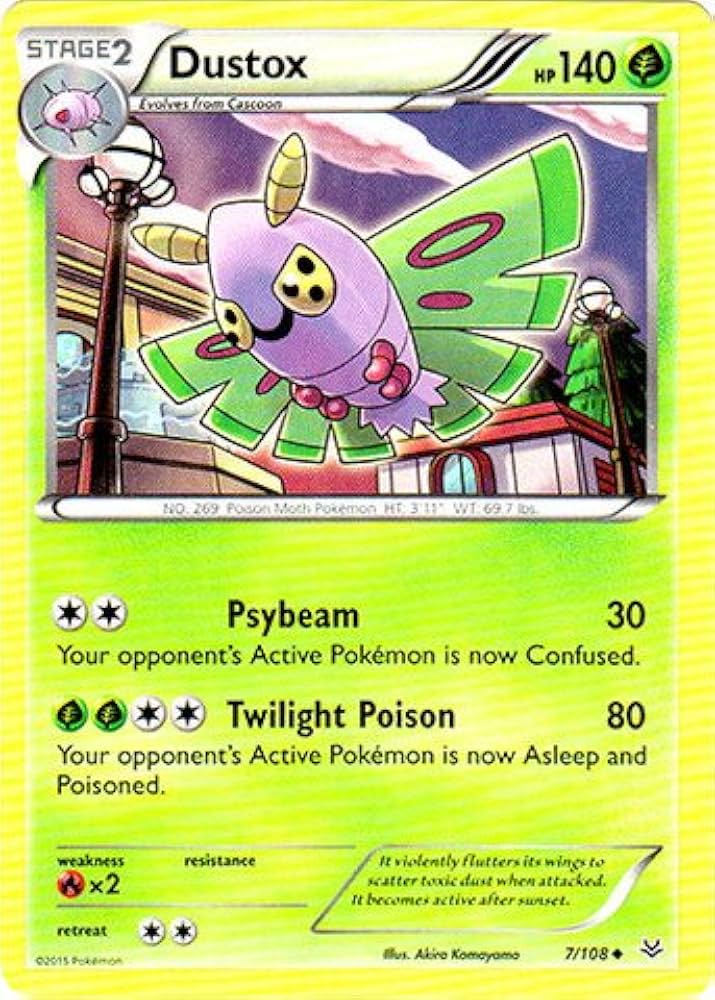 STAGE2
Dustox
HP140
Evolves from Cascoon
NO. 269 Poison Moth Pokémon HT: 3'11" WT: 69.7 lbs.
Psybeam 30
Your opponent's Active Pokémon is now Confused.
Twilight Poison 80
Your opponent's Active Pokémon is now Asleep and
Poisoned.
weakness resistance
×2
It violently flutters its wings to
scatter toxic dust when attacked.
It becomes active after sunset.
retreat
©2015 Pokémon
Illus. Akira Komayama
7/108